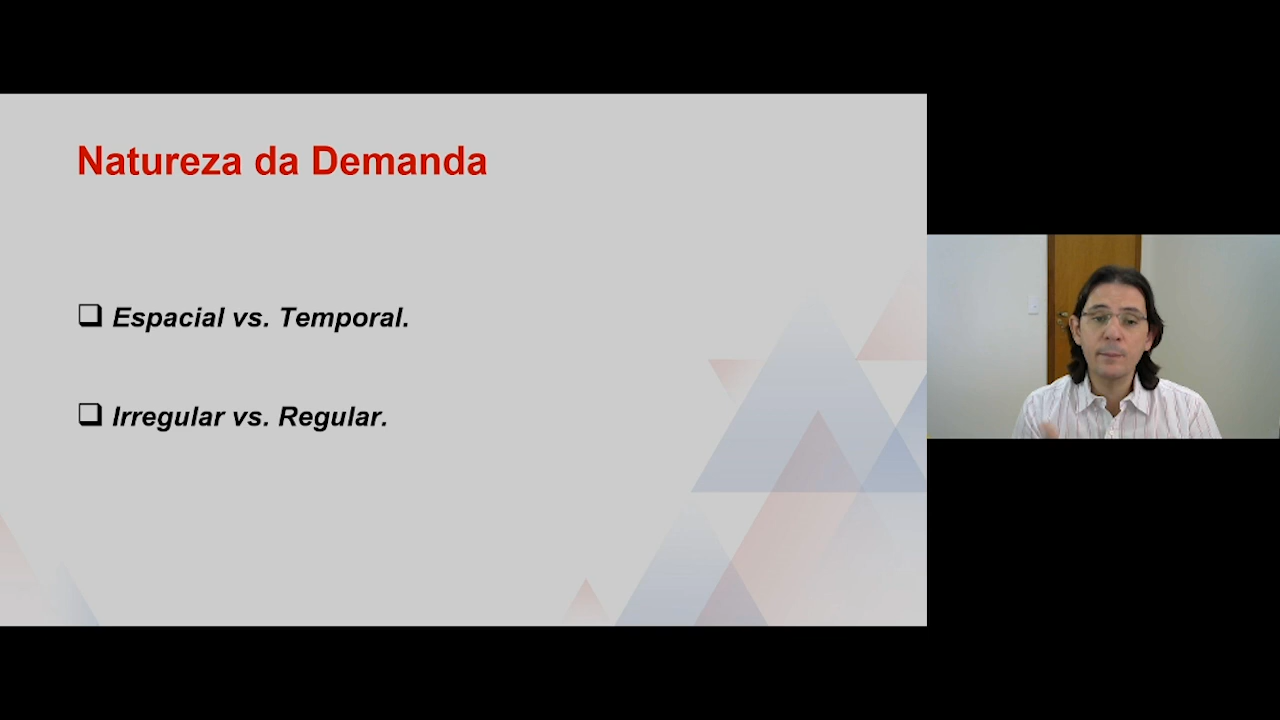 Natureza da Demanda
Espacial vs. Temporal.
Irregular vs. Regular.